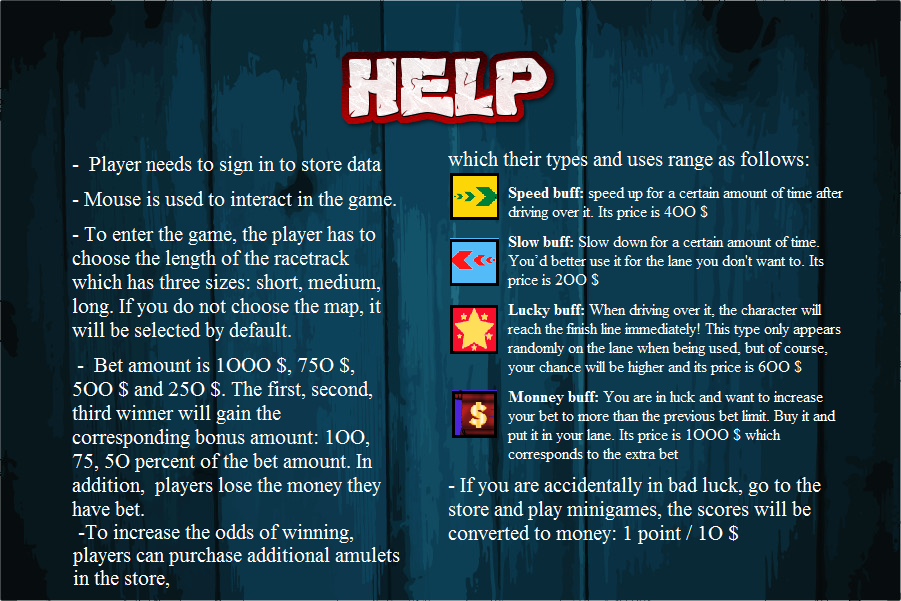 HELP
-  Player needs to sign in to store data
- Mouse is used to interact in the game.
- To enter the game, the player has to
choose the length of the racetrack
which has three sizes: short, medium,
long. If you do not choose the map, it
will be selected by default.
-  Bet amount is 1OOO $, 75O $,
5OO $ and 25O $. The first, second,
third winner will gain the
corresponding bonus amount: 1OO,
75, 5O percent of the bet amount. In
addition,  players lose the money they
have bet.
-To increase the odds of winning,
players can purchase additional amulets
in the store,
which their types and uses range as follows:
Speed buff: speed up for a certain amount of time after
driving over it. Its price is 4OO $
Slow buff: Slow down for a certain amount of time.
You’d better use it for the lane you don't want to. Its
price is 2OO $
Lucky buff: When driving over it, the character will
reach the finish line immediately! This type only appears
randomly on the lane when being used, but of course,
your chance will be higher and its price is 6OO $
$
Monney buff: You are in luck and want to increase
your bet to more than the previous bet limit. Buy it and
put it in your lane. Its price is 1OOO $ which
corresponds to the extra bet
- If you are accidentally in bad luck, go to the
store and play minigames, the scores will be
converted to money: 1 point / 1O $